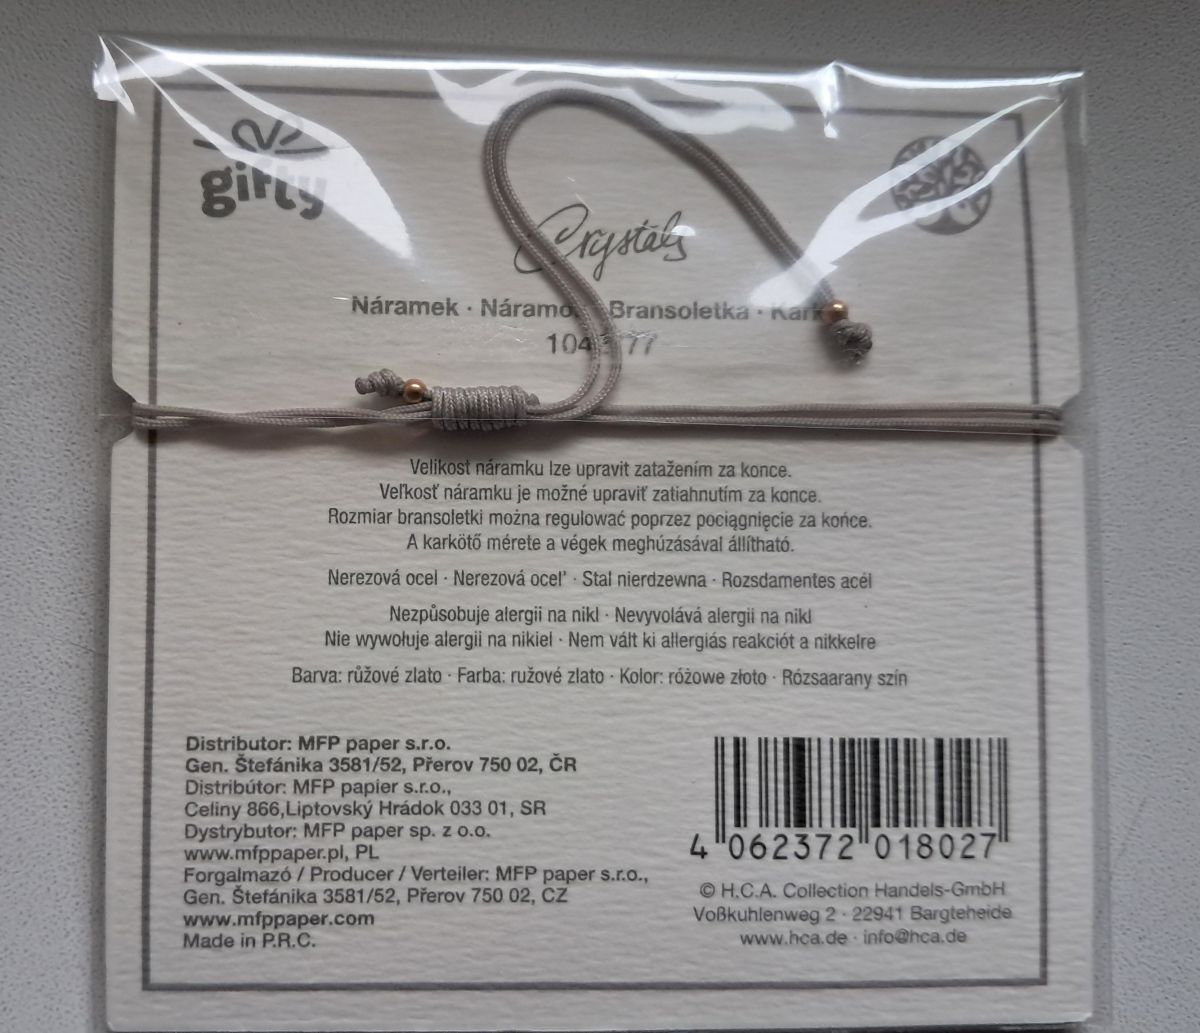 gifty
Crystals
Náramek · Bransoletka ·
Velikost náramku lze upravit zatažením za konce.
Veľkosť náramku je možné upraviť zatiahnutím za konce.
Rozmiar bransoletki można regulować poprzez pociągnięcie za końce.
A karkötő mérete a végek meghúzásával állítható.
Nerezová ocel · Nerezová oceľ · Stal nierdzewna · Rozsdamentes acél
Nezpůsobuje alergii na nikl · Nevyvolává alergii na nikl
Nie wywołuje alergii na nikiel · Nem vált ki allergiás reakciót a nikkelre
Barva: růžové zlato · Farba: ružové zlato · Kolor: różowe złoto · Rózsaarany szín
Distributor: MFP paper s.r.o.
Gen. Štefánika 3581/52, Přerov 750 02, ČR
Distribútor: MFP papier s.r.o.,
Celiny 866,Liptovský Hrádok 033 01, SR
Dystrybutor: MFP paper sp. z o.o.
www.mfppaper.pl, PL
Forgalmazó / Producer / Verteiler: MFP paper s.r.o.,
Gen. Štefánika 3581/52, Přerov 750 02, CZ
www.mfppaper.com
Made in P.R.C.
4 062372 018027
© H.C.A. Collection Handels-GmbH
Voßkuhlenweg 2 · 22941 Bargteheide
www.hca.de · info@hca.de